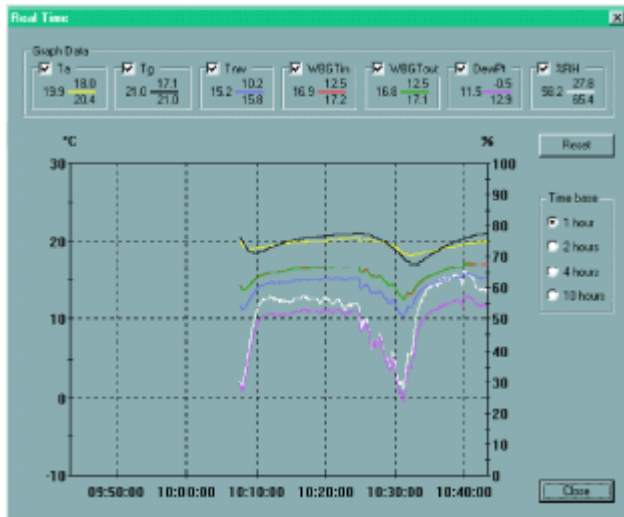 Real Time
Graph Data
Ta Tg Tnw WBGTin WBGTout DewPt %RH
19.9 18.0 20.4 21.0 17.1 21.0 15.2 10.2 15.8 16.9 12.5 17.2 16.8 12.5 17.1 11.5 -0.5 12.9 58.2 27.8 65.4
°C %
Reset
30 100
90
80
20 70
Time base
1 hour
2 hours
4 hours
10 hours
60
10 50
40
30
0
20
10
-10 0
09:50:00 10:00:00 10:10:00 10:20:00 10:30:00 10:40:00
Close